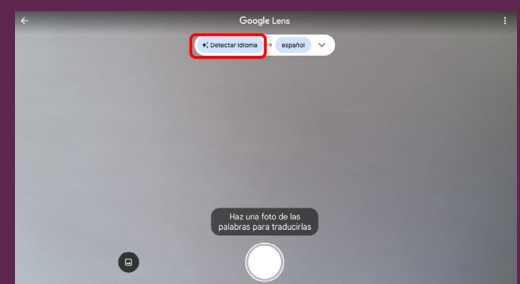 Google Lens
Detectar idioma → español
Haz una foto de las
palabras para traducirlas